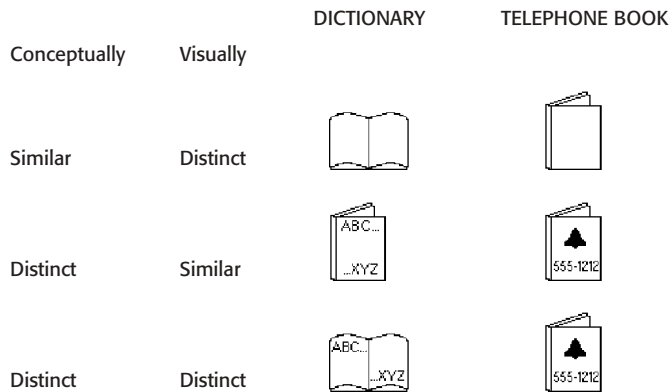 DICTIONARY TELEPHONE BOOK
Conceptually Visually
Similar Distinct
ABC...
...XYZ
Distinct Similar 555-1212
ABC...
...XYZ
Distinct Distinct 555-1212